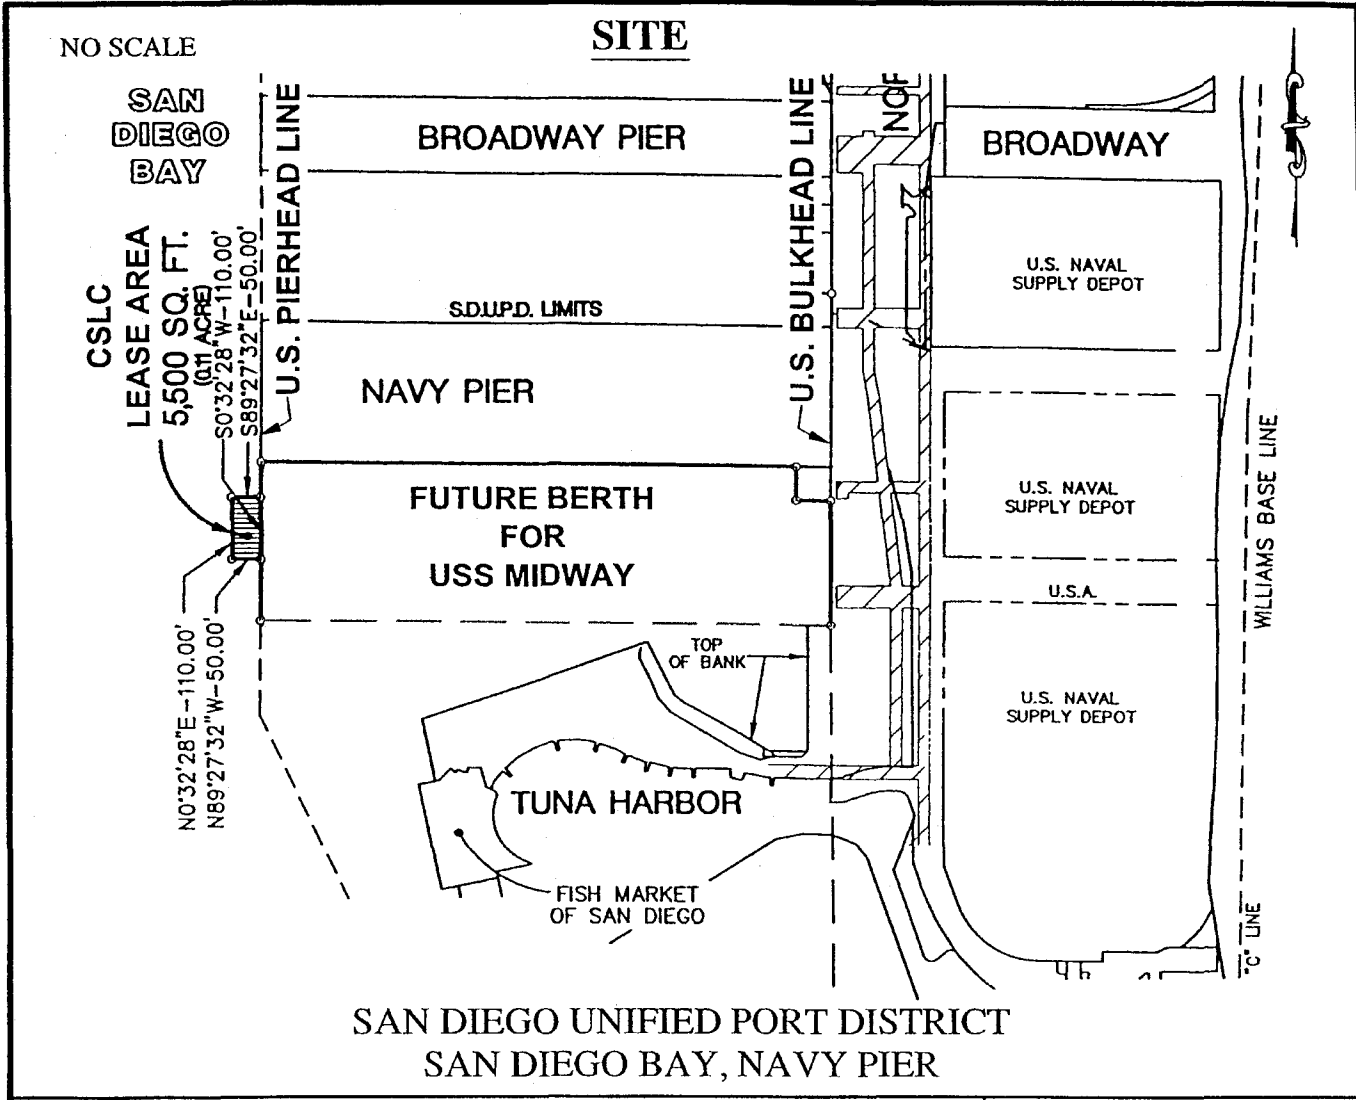 SITE
NO SCALE
SAN
DIEGO
BAY
U.S. PIERHEAD LINE
BROADWAY PIER
U.S. BULKHEAD LINE
NOR
BROADWAY
CSLC
LEASE AREA
5,500 SQ. FT.
(0.11 ACRE)
S0°32'28"W-110.00'
S89°27'32"E-50.00'
S.D.U.P.D. LIMITS
NAVY PIER
U.S. NAVAL
SUPPLY DEPOT
FUTURE BERTH
FOR
USS MIDWAY
U.S. NAVAL
SUPPLY DEPOT
U.S.A.
WILLIAMS BASE LINE
N0°32'28"E-110.00'
N89°27'32"W-50.00'
TOP
OF BANK
U.S. NAVAL
SUPPLY DEPOT
TUNA HARBOR
FISH MARKET
OF SAN DIEGO
"C" LINE
SAN DIEGO UNIFIED PORT DISTRICT
SAN DIEGO BAY, NAVY PIER